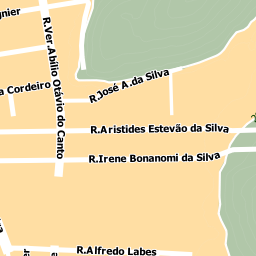 gnier
R.Ver.Abílio Otávio do Canto
a Cordeiro
R.José A.da Silva
R.Aristides Estevão da Silva
R.Irene Bonanomi da Silva
R.Alfredo Labes